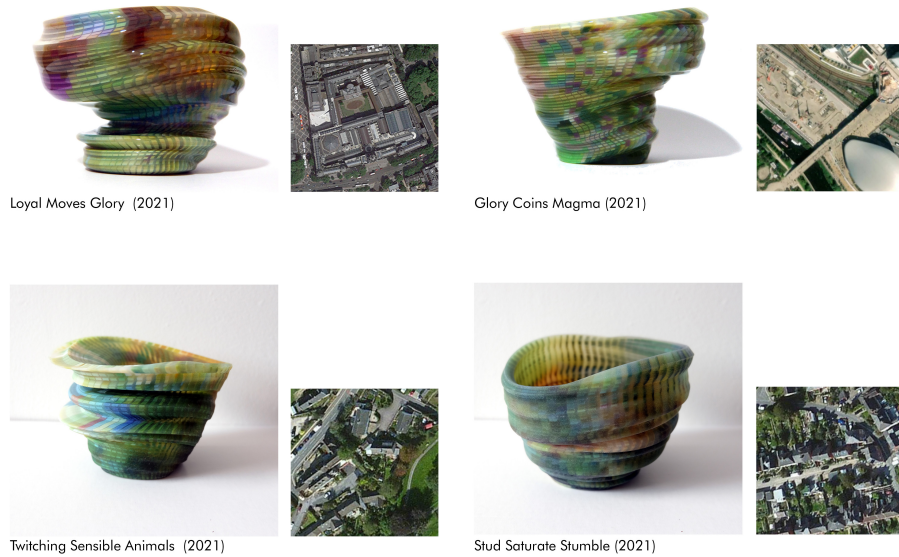 Loyal Moves Glory (2021)
Glory Coins Magma (2021)
Twitching Sensible Animals (2021)
Stud Saturate Stumble (2021)